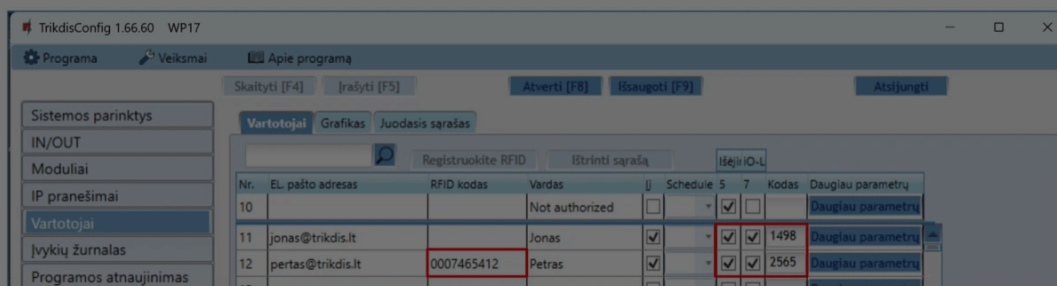 TrikdisConfig 1.66.60 WP17
Programa Veiksmai Apie programą
Skaityti [F4] Įrašyti [F5] Atverti [F8] Išsaugoti [F9] Atsijungti
Sistemos parinktys
IN/OUT
Moduliai
IP pranešimai
Vartotojai
Įvykių žurnalas
Programos atnaujinimas
Vartotojai Grafikas Juodasis sąrašas
Registruokite RFID Ištrinti sąrašą
Nr. EL. pašto adresas RFID kodas Vardas Schedule 5 7 Kodas Daugiau parametrų
10 Not authorized Daugiau parametrų
11 jonas@trikdis.lt Jonas 1498 Daugiau parametrų
12 pertas@trikdis.lt 0007465412 Petras 2565 Daugiau parametrų